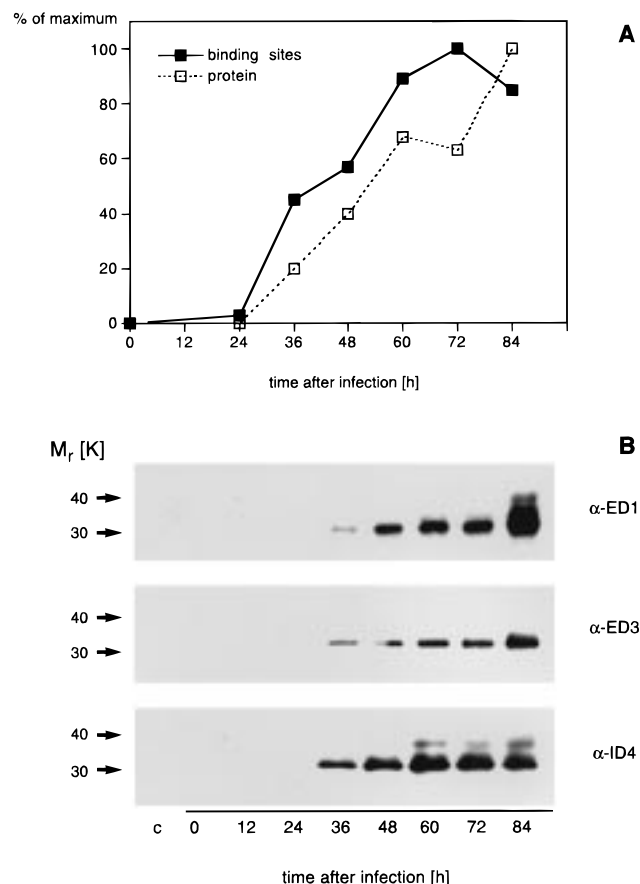 % of maximum
A
binding sites
protein
100
80
60
40
20
0
0 12 24 36 48 60 72 84
time after infection [h]
Mr [K]
B
40
30
α-ED1
40
30
α-ED3
40
30
α-ID4
c 0 12 24 36 48 60 72 84
time after infection [h]